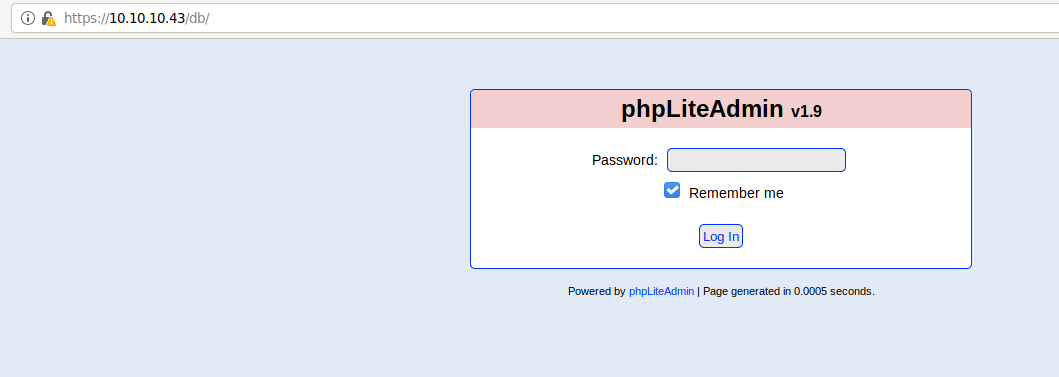 https://10.10.10.43/db/
phpLiteAdmin v1.9
Password:
Remember me
Log In
Powered by phpLiteAdmin | Page generated in 0.0005 seconds.